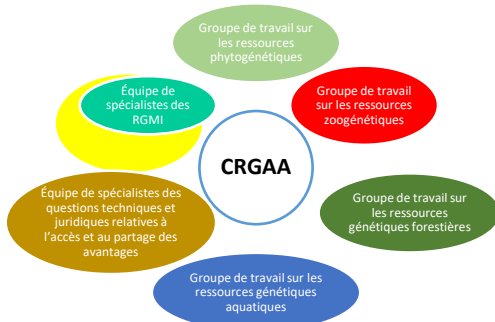 Groupe de travail sur
les ressources
phytogénétiques
Équipe de
spécialistes des
RGMI
Groupe de travail
sur les ressources
zoogénétiques
CRGAA
Équipe de spécialistes des
questions techniques et
juridiques relatives à
l'accès et au partage des
avantages
Groupe de travail sur
les ressources
génétiques forestières
Groupe de travail sur les
ressources génétiques
aquatiques